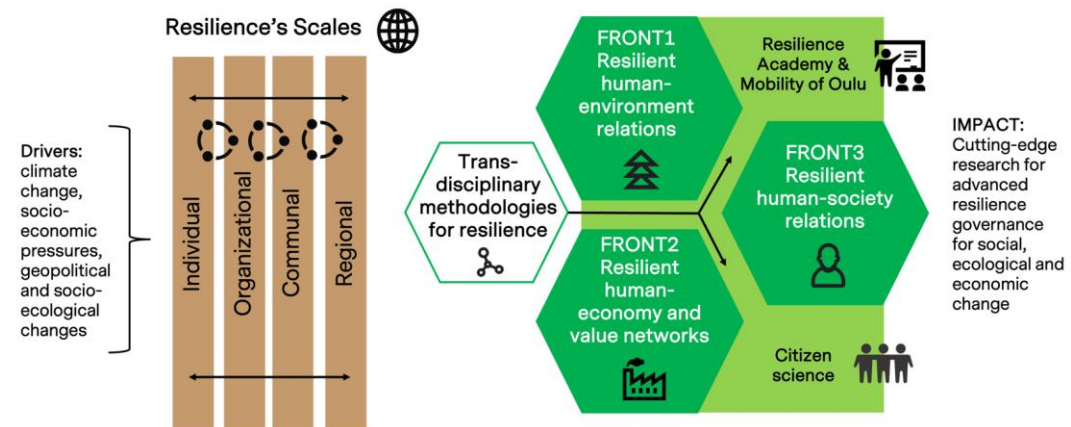 Resilience's Scales
Drivers:
climate
change,
socio-
economic
pressures,
geopolitical
and socio-
ecological
changes
Individual
Organizational
Communal
Regional
Trans-
disciplinary
methodologies
for resilience
FRONT1
Resilient
human-
environment
relations
FRONT2
Resilient
human-
economy and
value networks
Resilience
Academy &
Mobility of Oulu
FRONT3
Resilient
human-society
relations
Citizen
science
IMPACT:
Cutting-edge
research for
advanced
resilience
governance
for social,
ecological and
economic
change